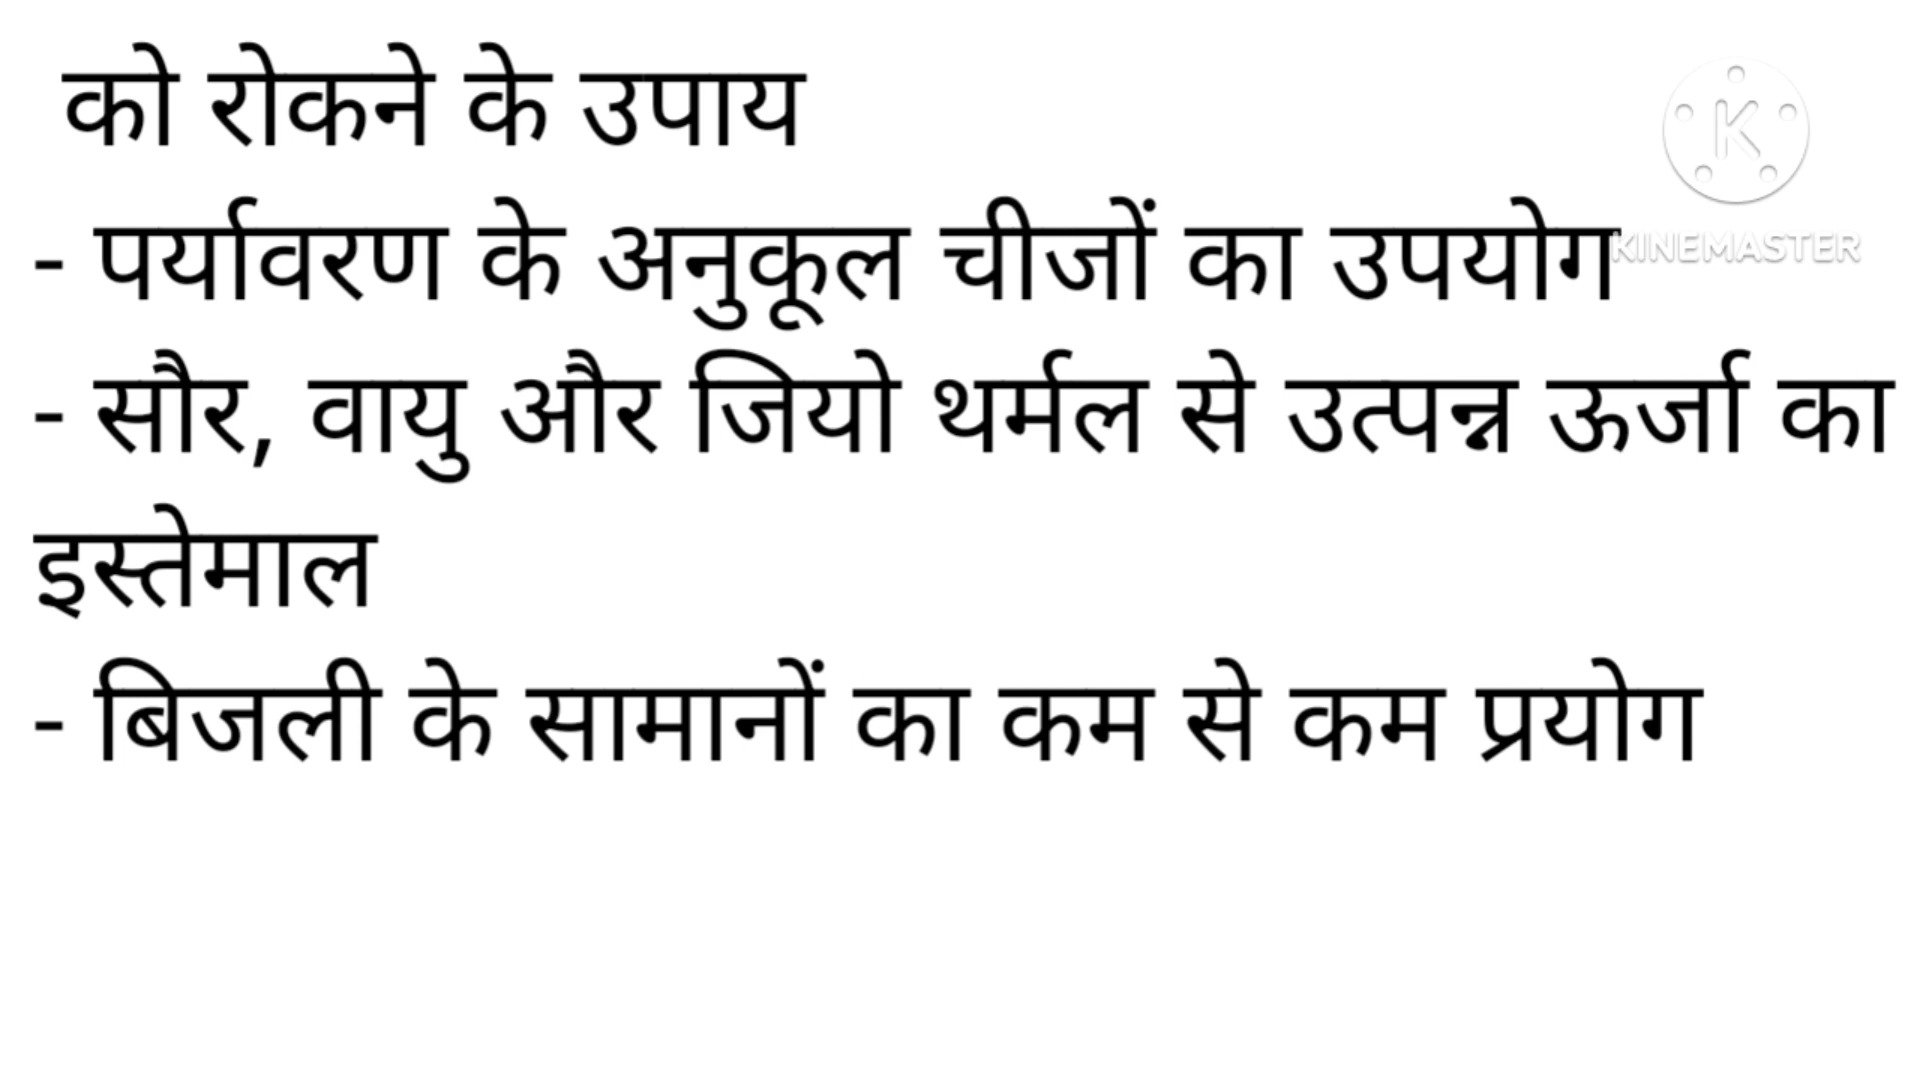 को रोकने के उपाय
- पर्यावरण के अनुकूल चीजों का उपयोग
K
KINEMASTER
- सौर, वायु और जियो थर्मल से उत्पन्न ऊर्जा का
इस्तेमाल
- बिजली के सामानों का कम से कम प्रयोग